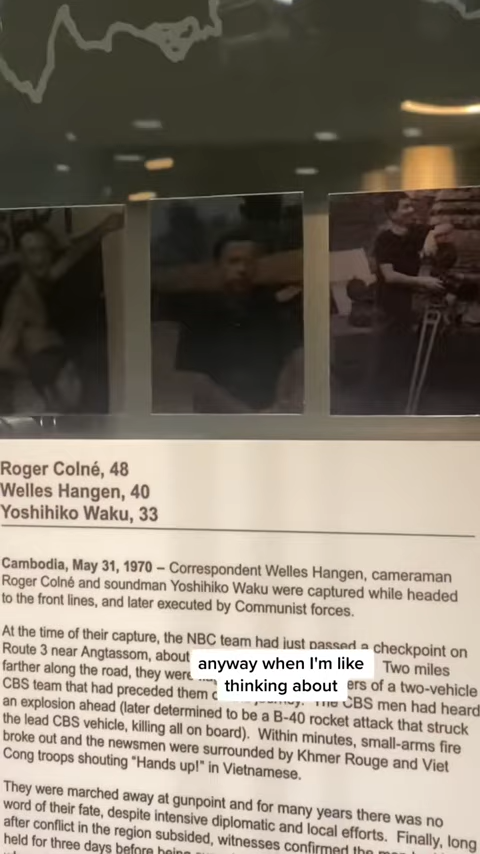 Roger Colné, 48
Welles Hangen, 40
Yoshihiko Waku, 33
Cambodia, May 31, 1970 – Correspondent Welles Hangen, cameraman
Roger Colné and soundman Yoshihiko Waku were captured while headed
to the front lines, and later executed by Communist forces.
At the time of their capture, the NBC team had just passed a checkpoint on
Route 3 near Angtassom, about Two miles
farther along the road, they were ers of a two-vehicle
CBS team that had preceded them The CBS men had heard
an explosion ahead (later determined to be a B-40 rocket attack that struck
the lead CBS vehicle, killing all on board). Within minutes, small-arms fire
broke out and the newsmen were surrounded by Khmer Rouge and Viet
Cong troops shouting "Hands up!" in Vietnamese.
They were marched away at gunpoint and for many years there was no
word of their fate, despite intensive diplomatic and local efforts. Finally, long
after conflict in the region subsided, witnesses confirmed the
held for three days before being
anyway when I'm like
thinking about